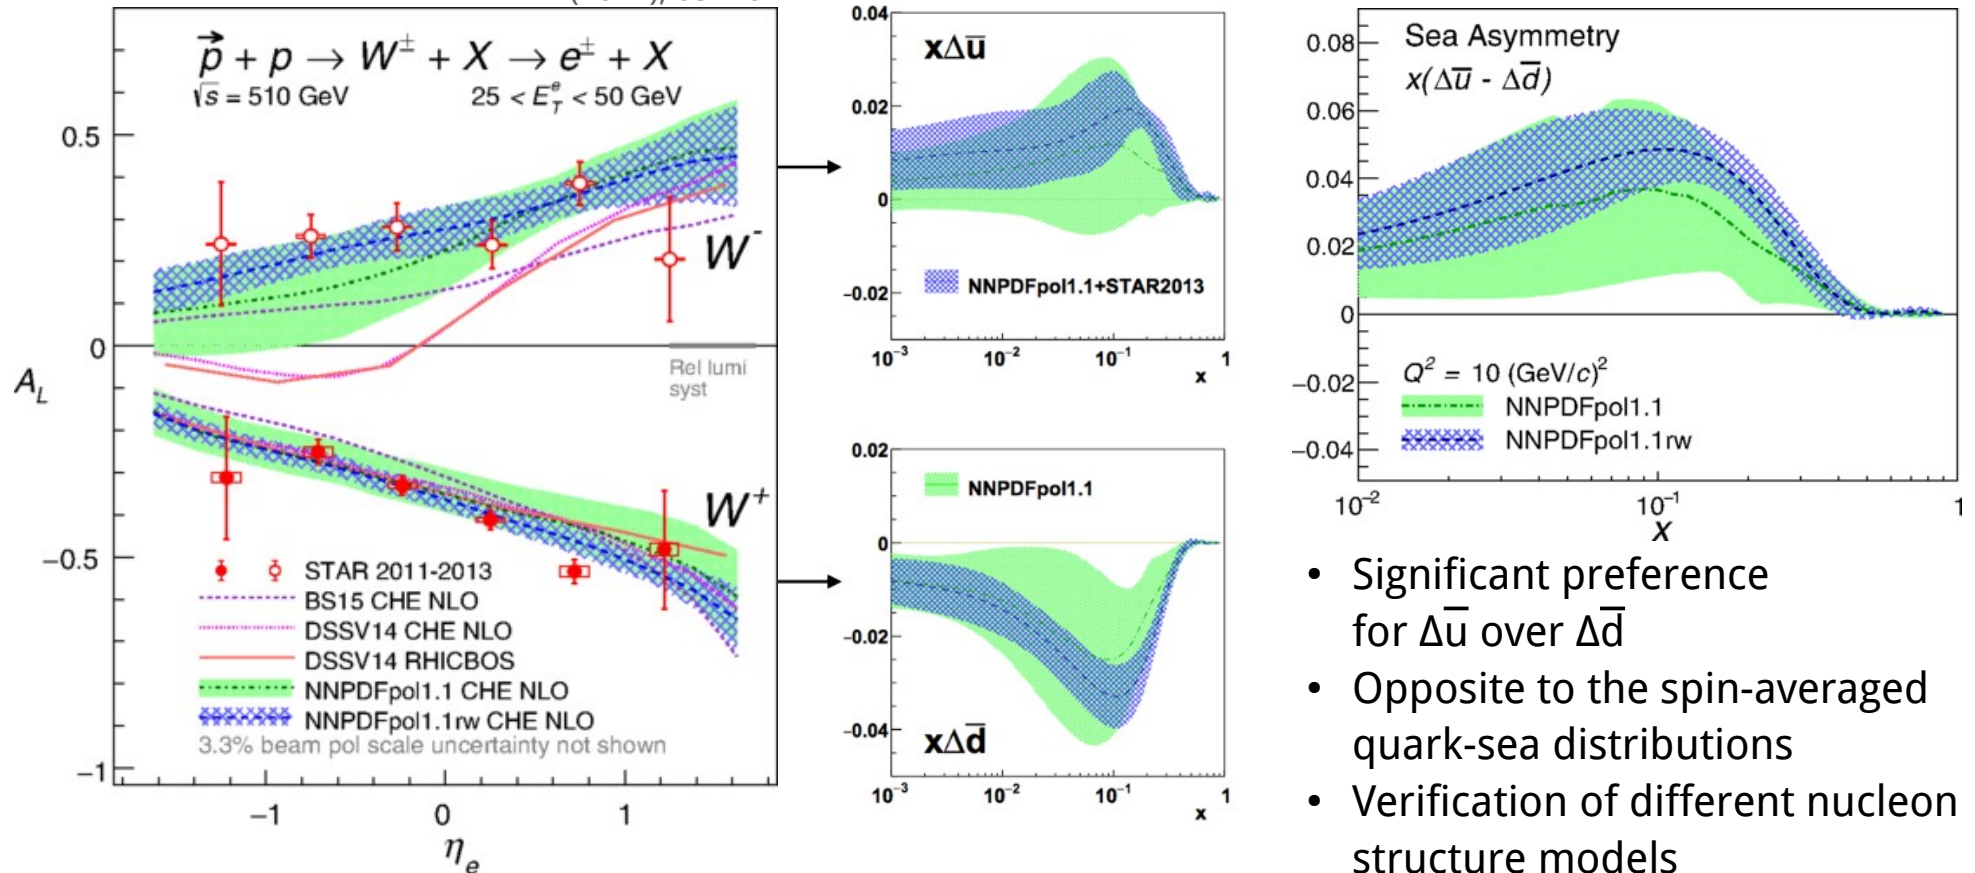 p⃗ + p → W± + X → e± + X
√s = 510 GeV 25 < E_T^e < 50 GeV
0.5
0
−0.5
−1
A_L
W⁻
Rel lumi
syst
W⁺
STAR 2011-2013
BS15 CHE NLO
DSSV14 CHE NLO
DSSV14 RHICBOS
NNPDFpol1.1 CHE NLO
NNPDFpol1.1rw CHE NLO
3.3% beam pol scale uncertainty not shown
−1 0 1
η_e
0.04
xΔu̅
0.02
0
-0.02
NNPDFpol1.1+STAR2013
10⁻³ 10⁻² 10⁻¹ 1
x
0.02
NNPDFpol1.1
0
-0.02
-0.04
xΔd̅
10⁻³ 10⁻² 10⁻¹ 1
x
0.08
Sea Asymmetry
x(Δu̅ - Δd̅)
0.06
0.04
0.02
0
−0.02
−0.04
Q² = 10 (GeV/c)²
NNPDFpol1.1
NNPDFpol1.1rw
10⁻² 10⁻¹ 1
x
• Significant preference
for Δu̅ over Δd̅
• Opposite to the spin-averaged
quark-sea distributions
• Verification of different nucleon
structure models